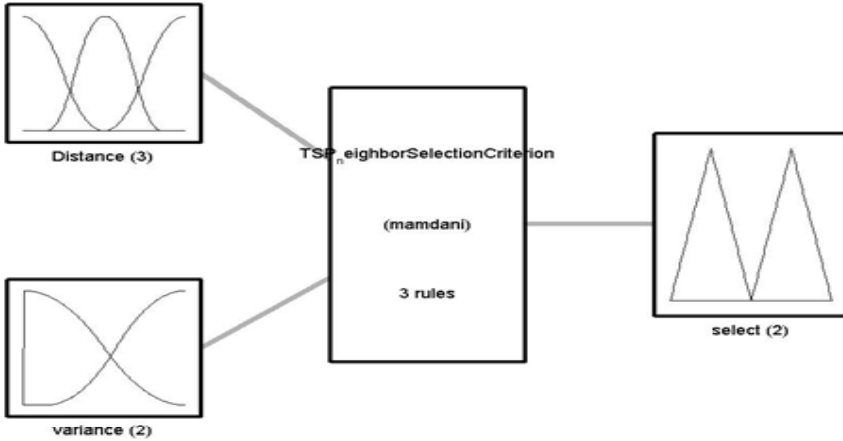 Distance (3)
TSP_neighborSelectionCriterion
(mamdani)
3 rules
select (2)
variance (2)